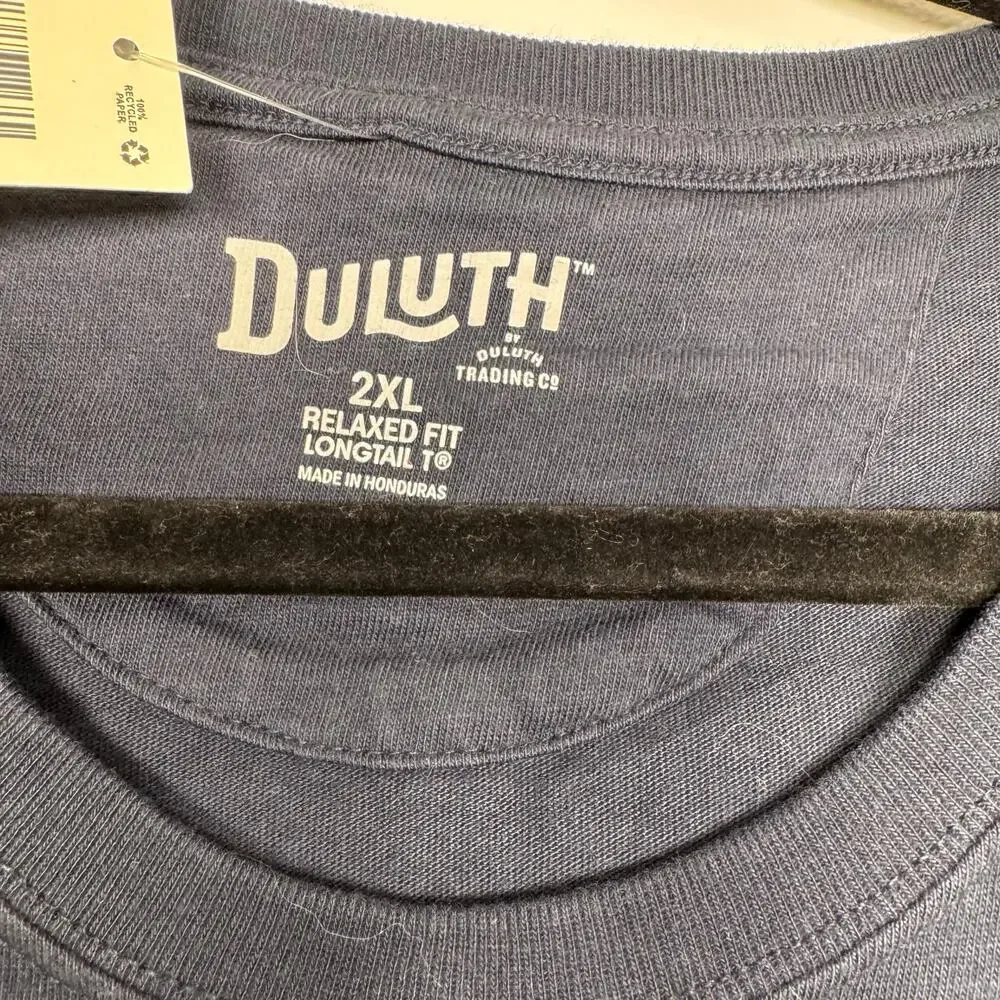 100%
RECYCLED
PAPER
DULUTH™
BY
DULUTH
TRADING CO
2XL
RELAXED FIT
LONGTAIL T®
MADE IN HONDURAS